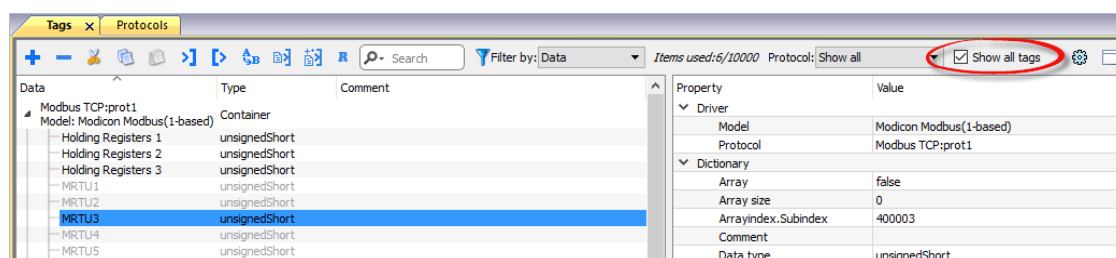 Tags x Protocols
Search Filter by: Data Items used:6/10000 Protocol: Show all Show all tags
Data Type Comment Property Value
Modbus TCP:prot1
Model: Modicon Modbus(1-based) Container
Driver
Holding Registers 1 unsignedShort Model Modicon Modbus(1-based)
Holding Registers 2 unsignedShort Protocol Modbus TCP:prot1
Holding Registers 3 unsignedShort Dictionary
MRTU1 unsignedShort Array false
MRTU2 unsignedShort Array size 0
MRTU3 unsignedShort Arrayindex.Subindex 400003
MRTU4 unsignedShort Comment
MRTU5 unsignedShort Data type unsignedShort